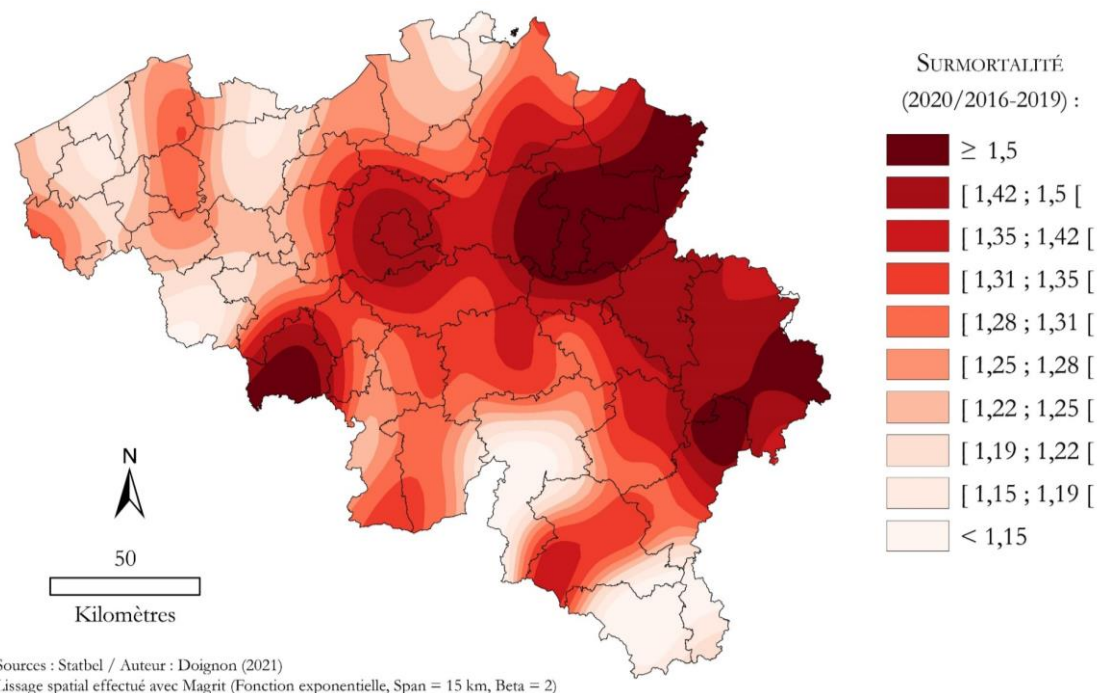 SURMORTALITÉ
(2020/2016-2019) :
≥ 1,5
[ 1,42 ; 1,5 [
[ 1,35 ; 1,42 [
[ 1,31 ; 1,35 [
[ 1,28 ; 1,31 [
[ 1,25 ; 1,28 [
[ 1,22 ; 1,25 [
[ 1,19 ; 1,22 [
[ 1,15 ; 1,19 [
< 1,15
N
50
Kilomètres
Sources : Statbel / Auteur : Doignon (2021)
Lissage spatial effectué avec Magrit (Fonction exponentielle, Span = 15 km, Beta = 2)